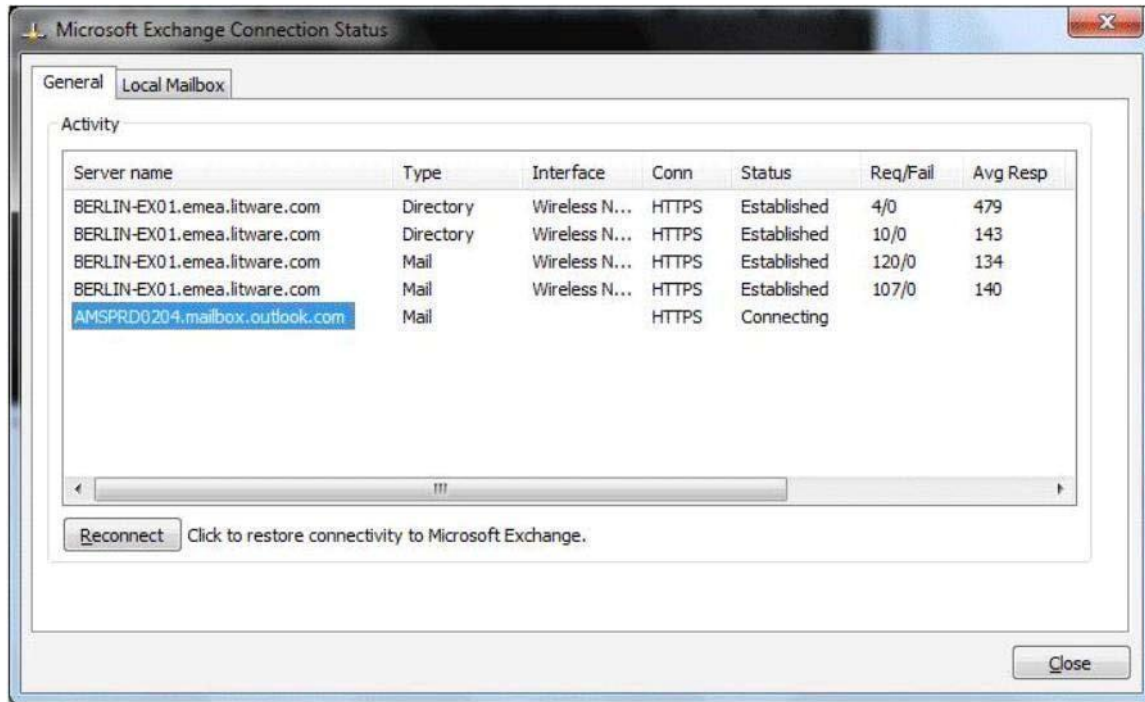 Microsoft Exchange Connection Status
General Local Mailbox
Activity
Server name Type Interface Conn Status Req/Fail Avg Resp
BERLIN-EX01.emea.litware.com Directory Wireless N... HTTPS Established 4/0 479
BERLIN-EX01.emea.litware.com Directory Wireless N... HTTPS Established 10/0 143
BERLIN-EX01.emea.litware.com Mail Wireless N... HTTPS Established 120/0 134
BERLIN-EX01.emea.litware.com Mail Wireless N... HTTPS Established 107/0 140
AMSPRD0204.mailbox.outlook.com Mail HTTPS Connecting
Reconnect Click to restore connectivity to Microsoft Exchange.
Close